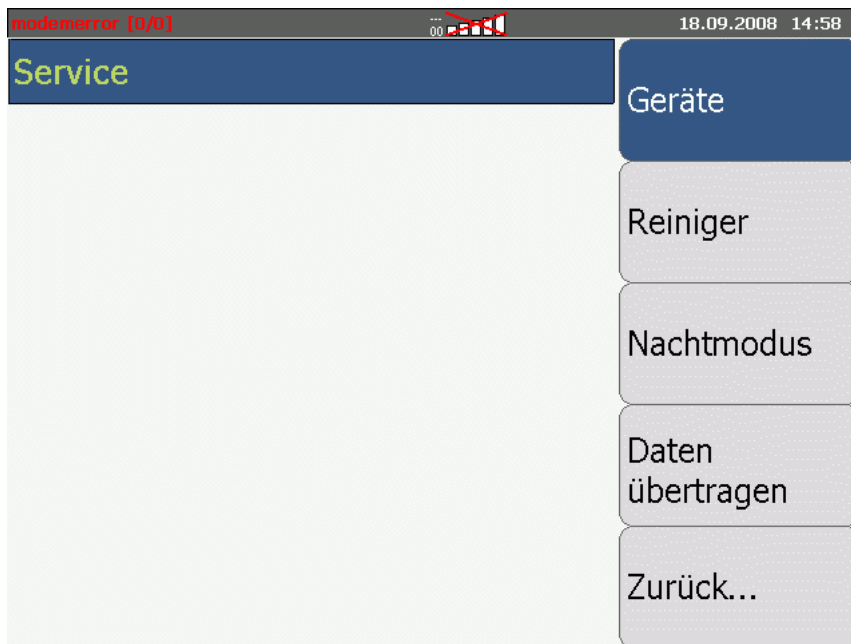 modemerror [0/0]
---
00
18.09.2008 14:58
Service
Geräte
Reiniger
Nachtmodus
Daten
übertragen
Zurück...